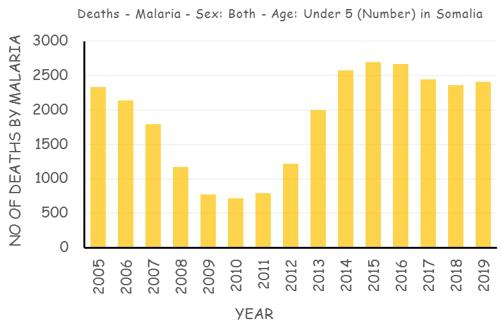 Deaths - Malaria - Sex: Both - Age: Under 5 (Number) in Somalia
NO OF DEATHS BY MALARIA
3000
2500
2000
1500
1000
500
0
2005 2006 2007 2008 2009 2010 2011 2012 2013 2014 2015 2016 2017 2018 2019
YEAR